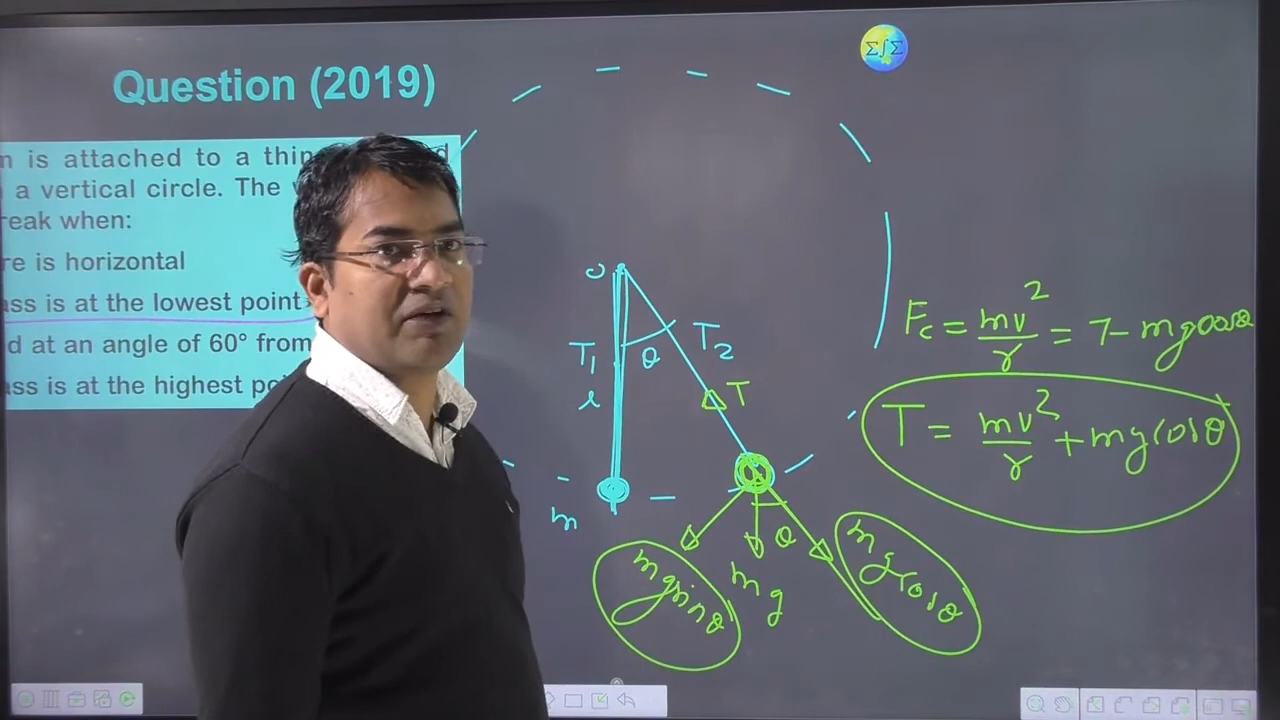 Question (2019)
m is attached to a thin
a vertical circle. The
reak when:
re is horizontal
ass is at the lowest point
d at an angle of 60° from
ass is at the highest po
ΣʃΣ
O
T₁
θ
T₂
l
T
m
θ
mg sinθ
mg
mg cosθ
Fc = mv²/r = T - mg cosθ
T = mv²/r + mg cosθ